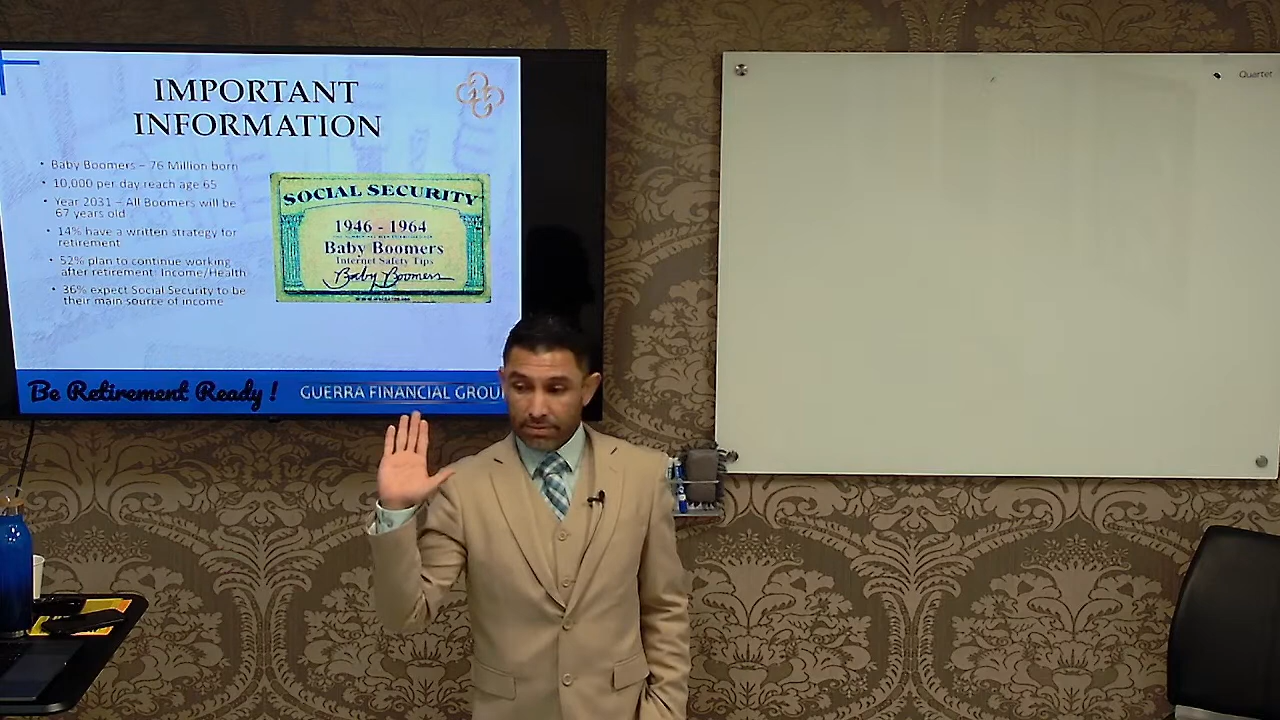 IMPORTANT
INFORMATION
• Baby Boomers – 76 Million born
• 10,000 per day reach age 65
• Year 2031 – All Boomers will be
67 years old
• 14% have a written strategy for
retirement
• 52% plan to continue working
after retirement: Income/Health
• 36% expect Social Security to be
their main source of income
SOCIAL SECURITY
1946 - 1964
Baby Boomers
Internet Safety Tips
Baby Boomers
Be Retirement Ready !
GUERRA FINANCIAL GROU
Quartet